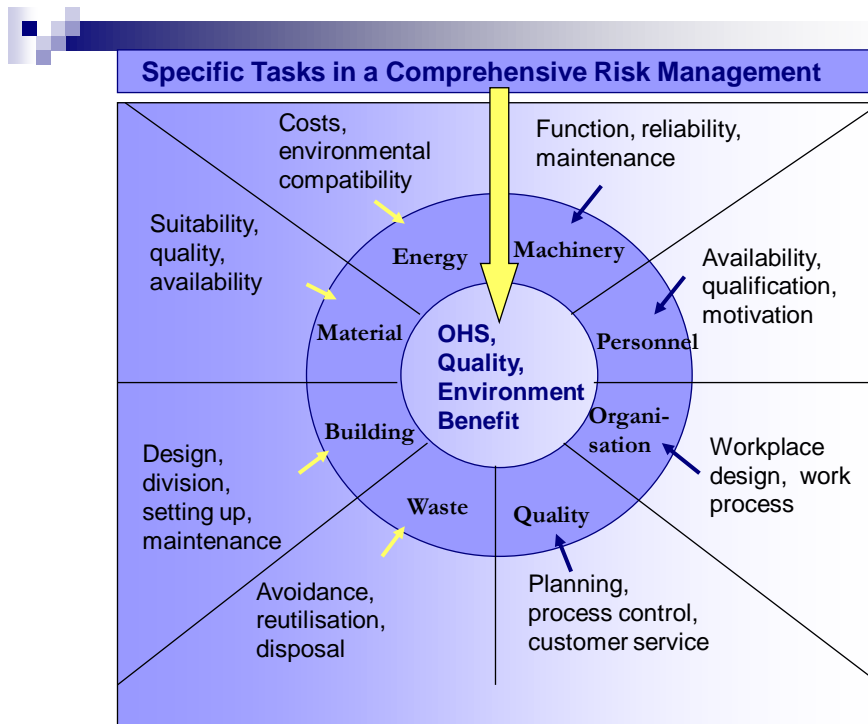 Specific Tasks in a Comprehensive Risk Management
Costs,
environmental
compatibility
Function, reliability,
maintenance
Suitability,
quality,
availability
Availability,
qualification,
motivation
Energy
Machinery
Material
Personnel
OHS,
Quality,
Environment
Benefit
Building
Organi-
sation
Waste
Quality
Design,
division,
setting up,
maintenance
Workplace
design, work
process
Avoidance,
reutilisation,
disposal
Planning,
process control,
customer service